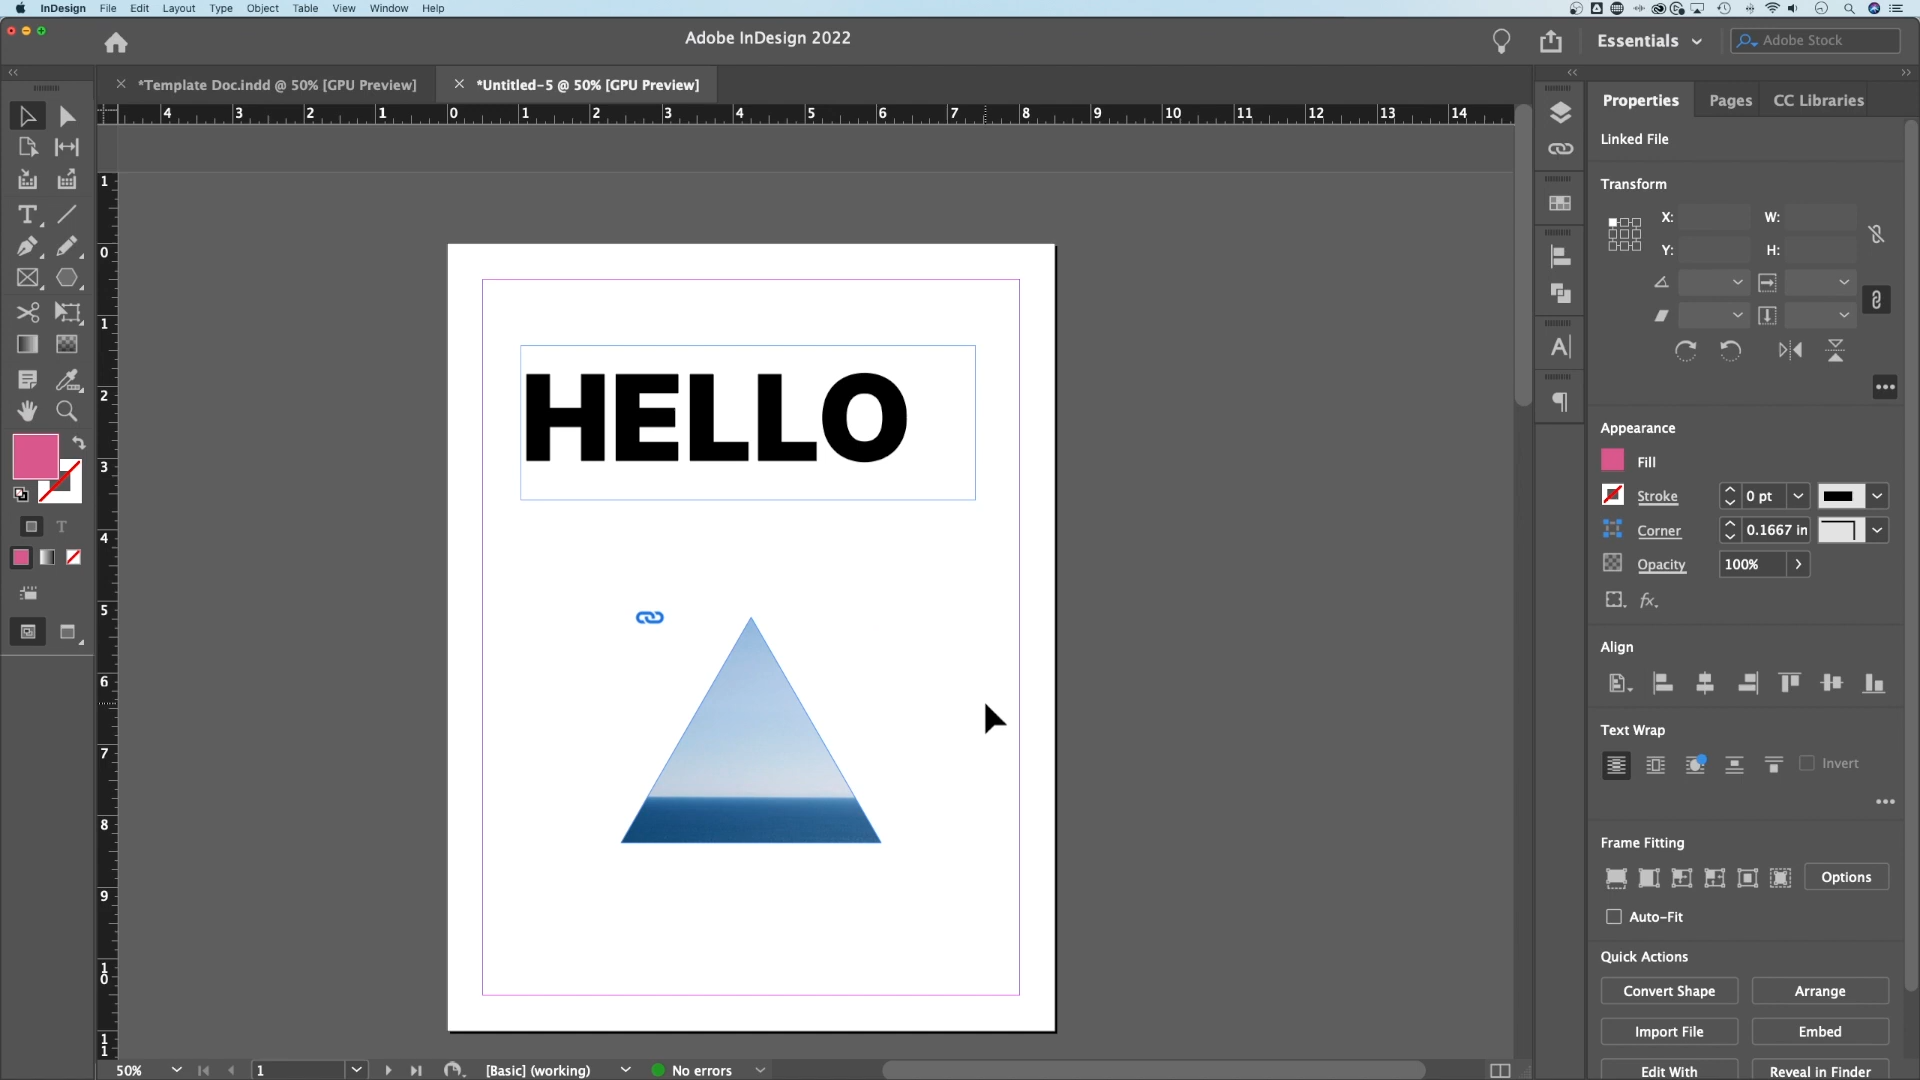 InDesign File Edit Layout Type Object Table View Window Help
Adobe InDesign 2022
Essentials
Adobe Stock
*Template Doc.indd @ 50% [GPU Preview]
*Untitled-5 @ 50% [GPU Preview]
Properties Pages CC Libraries
4 3 2 1 0 1 2 3 4 5 6 7 8 9 10 11 12 13 14
1
0
1
2
3
4
5
6
7
8
9
10
11
HELLO
T
T
Linked File
Transform
X: W:
Y: H:
Appearance
Fill
Stroke 0 pt
Corner 0.1667 in
Opacity 100%
fx.
Align
Text Wrap
Invert
Frame Fitting
Options
Auto-Fit
Quick Actions
Convert Shape Arrange
Import File Embed
Edit With Reveal in Finder
50% 1 [Basic] (working) No errors